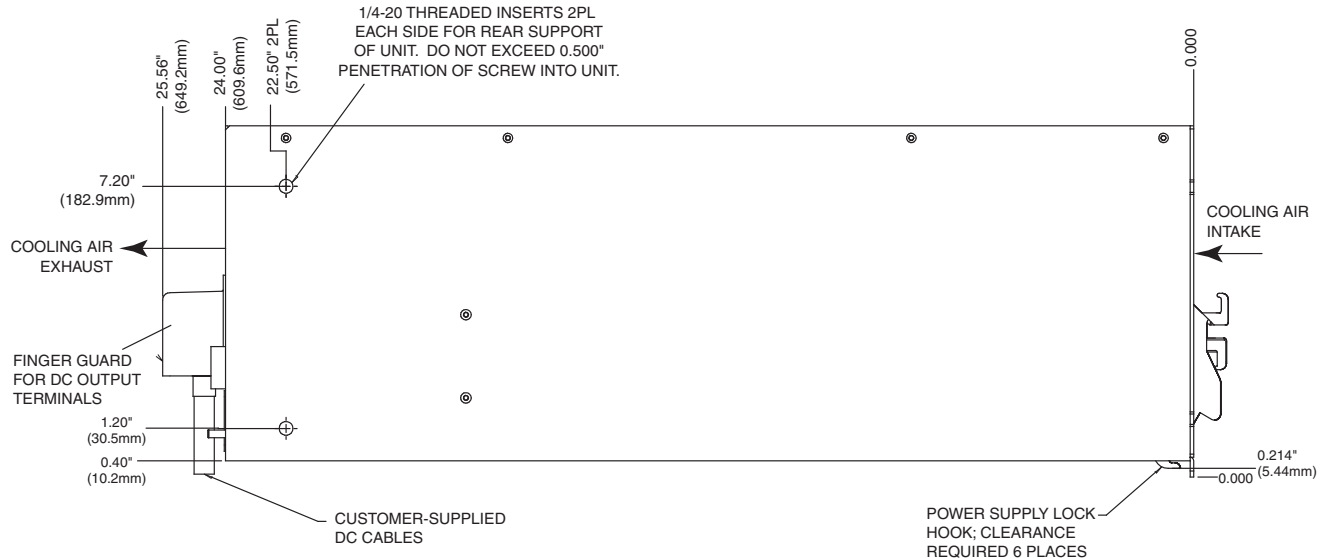 1/4-20 THREADED INSERTS 2PL
EACH SIDE FOR REAR SUPPORT
OF UNIT. DO NOT EXCEED 0.500"
PENETRATION OF SCREW INTO UNIT.
25.56"
(649.2mm)
24.00"
(609.6mm)
22.50" 2PL
(571.5mm)
0.000
7.20"
(182.9mm)
COOLING AIR
EXHAUST
COOLING AIR
INTAKE
FINGER GUARD
FOR DC OUTPUT
TERMINALS
1.20"
(30.5mm)
0.40"
(10.2mm)
0.214"
(5.44mm)
0.000
CUSTOMER-SUPPLIED
DC CABLES
POWER SUPPLY LOCK
HOOK; CLEARANCE
REQUIRED 6 PLACES